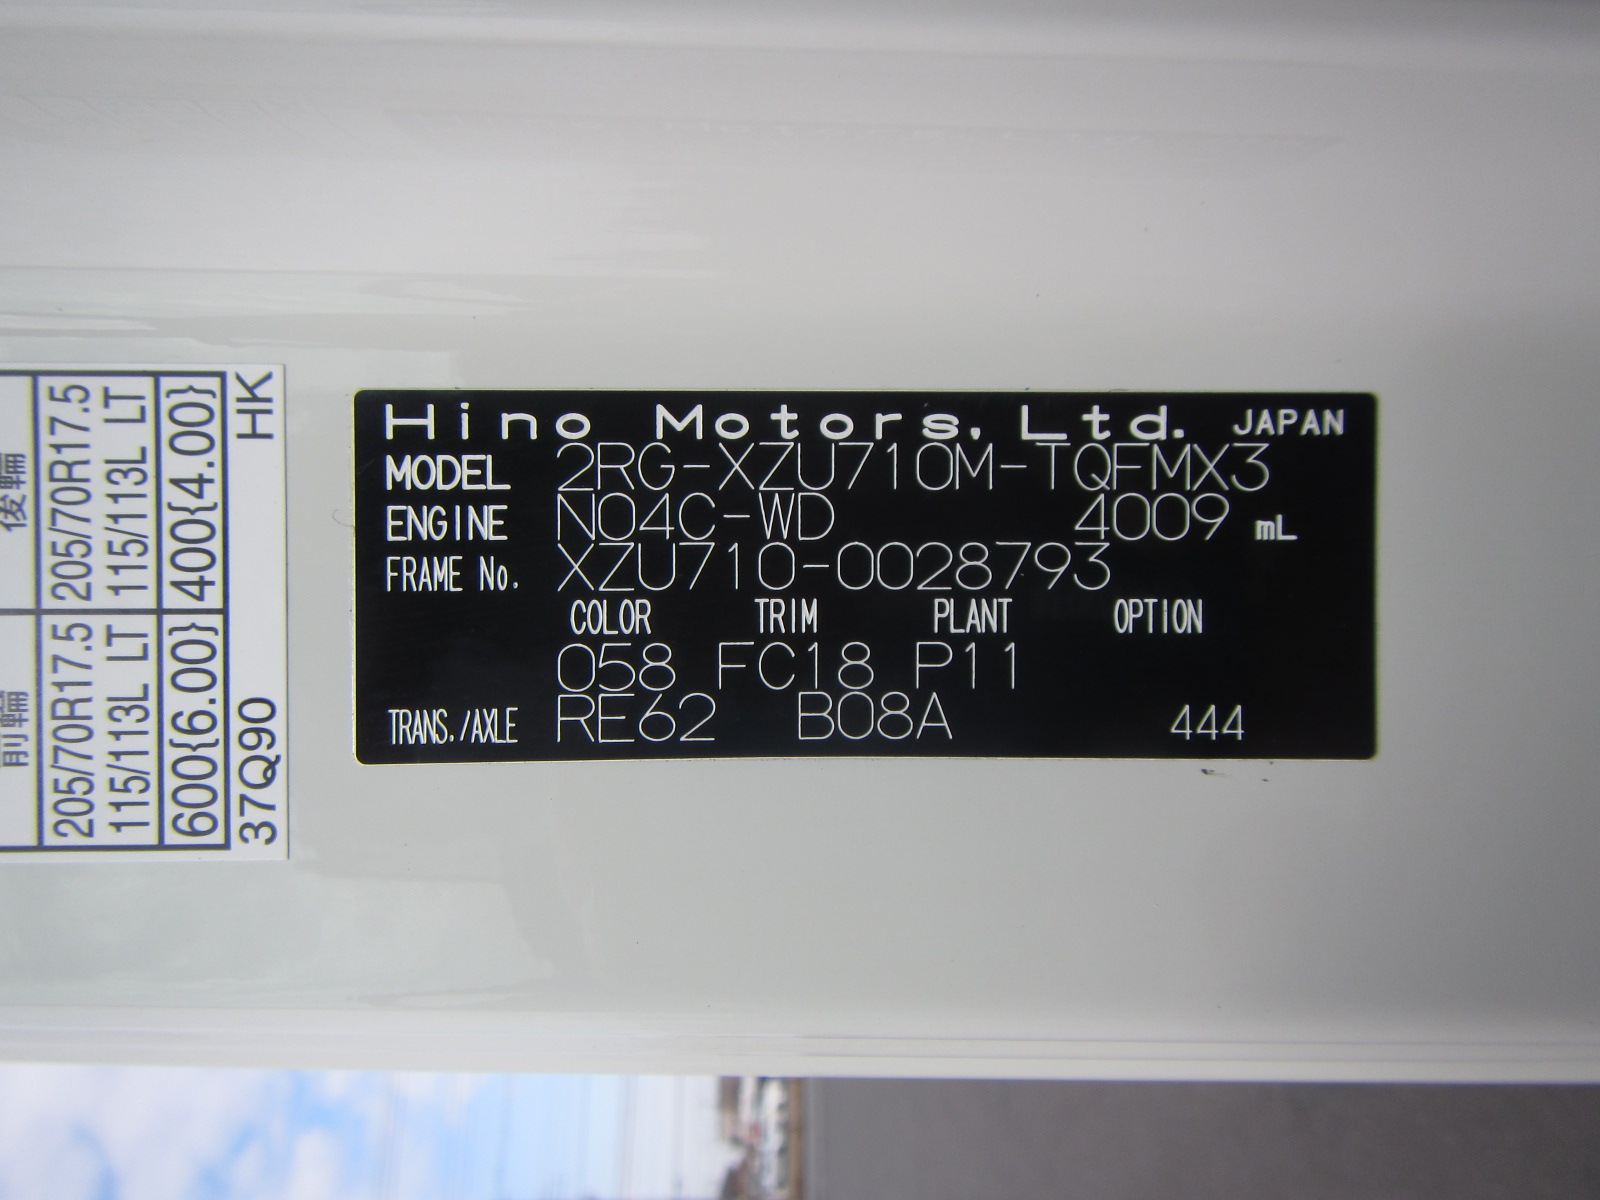 Hino Motors, Ltd. JAPAN
MODEL 2RG-XZU710M-TQFMX3
ENGINE N04C-WD 4009 mL
FRAME No. XZU710-0028793
COLOR TRIM PLANT OPTION
058 FC18 P11
TRANS./AXLE RE62 B08A 444
前輪 後輪
205/70R17.5 205/70R17.5
115/113L LT 115/113L LT
600{6.00} 400{4.00}
37Q90 HK